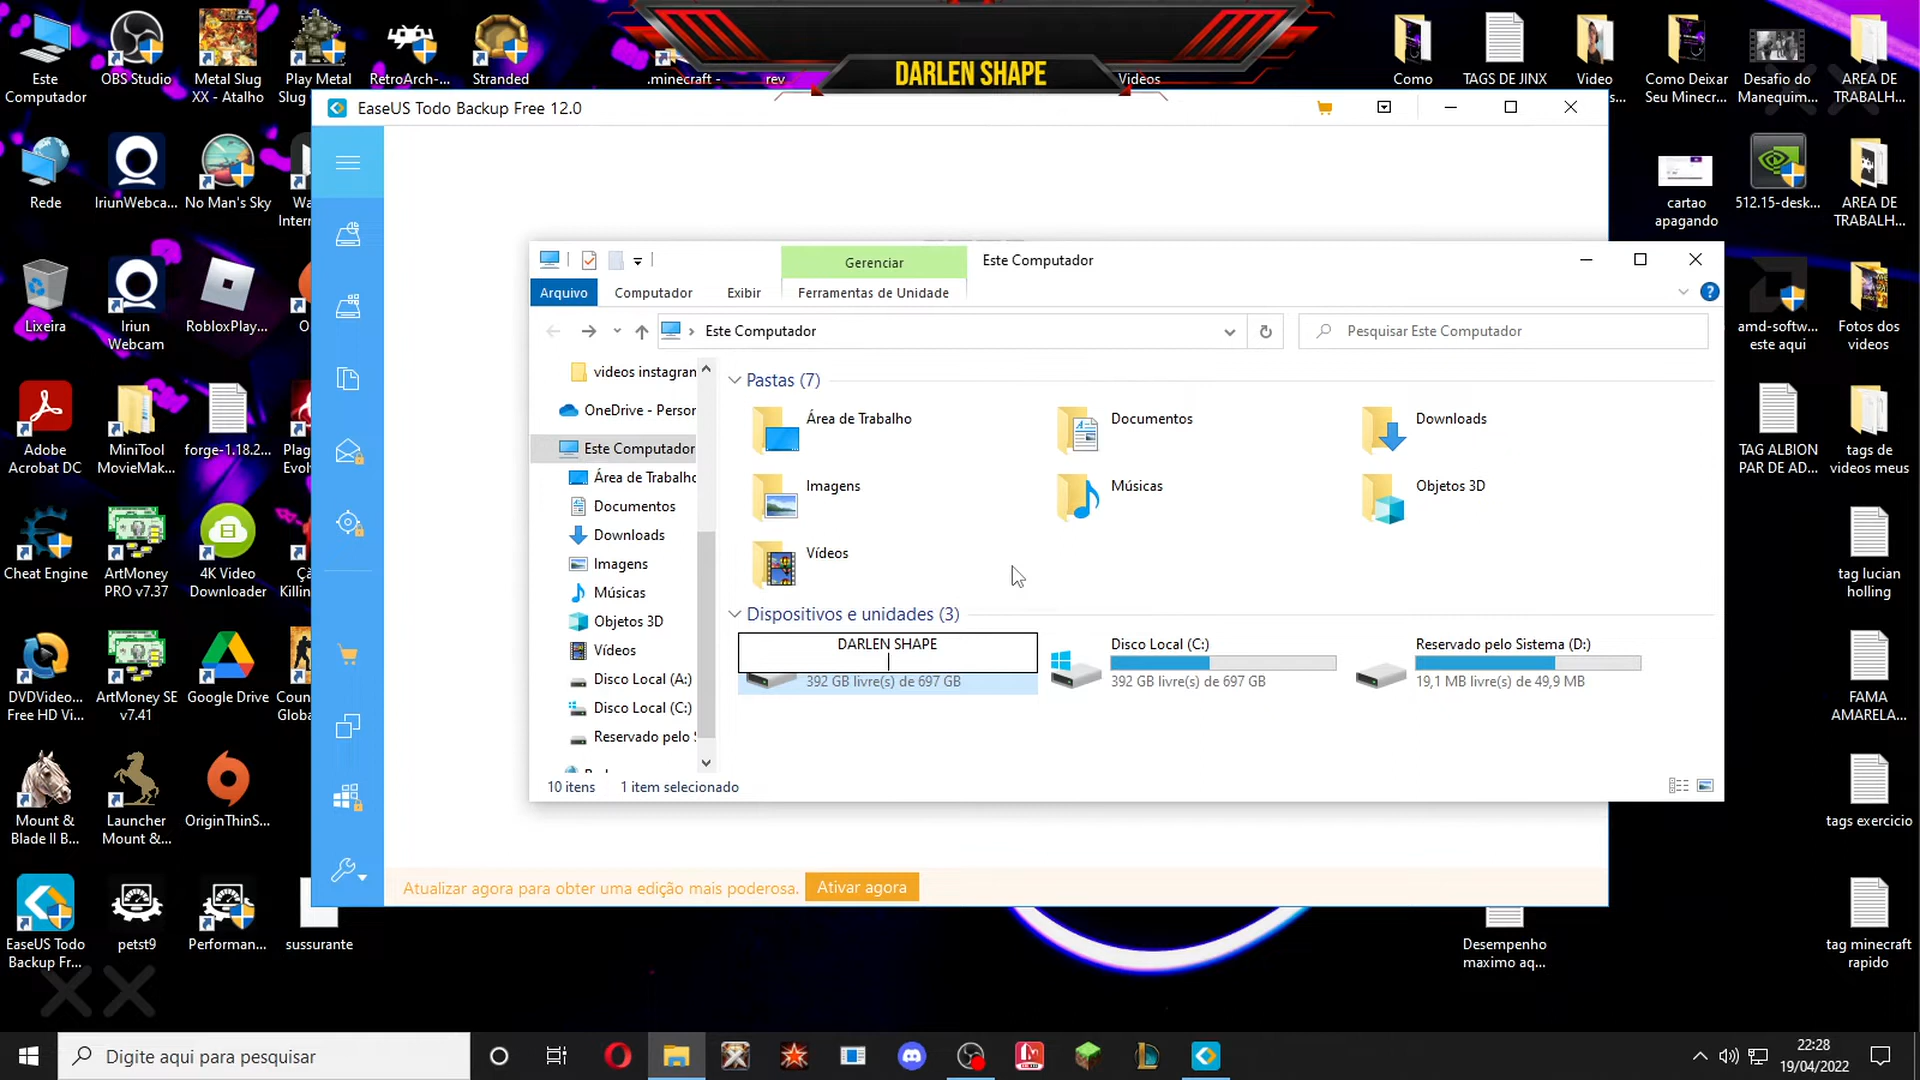 DARLEN SHAPE
Este
Computador
OBS Studio
Metal Slug
XX - Atalho
Play Metal
Slug
RetroArch-...
Stranded
.minecraft -
rev
Videos
Como
TAGS DE JINX
Video
s...
Como Deixar
Seu Minecr...
Desafio do
Manequim...
AREA DE
TRABALH...
EaseUS Todo Backup Free 12.0
Rede
IriunWebca...
No Man's Sky
Intern
cartao
apagando
512.15-desk...
AREA DE
TRABALH...
Gerenciar
Este Computador
Arquivo
Computador
Exibir
Ferramentas de Unidade
Este Computador
Pesquisar Este Computador
Lixeira
Iriun
Webcam
RobloxPlay...
amd-softw...
este aqui
Fotos dos
videos
videos instagran
OneDrive - Person
Este Computador
Área de Trabalho
Documentos
Downloads
Imagens
Músicas
Objetos 3D
Vídeos
Disco Local (A:)
Disco Local (C:)
Reservado pelo S
Pastas (7)
Área de Trabalho
Documentos
Downloads
Imagens
Músicas
Objetos 3D
Vídeos
Dispositivos e unidades (3)
DARLEN SHAPE
392 GB livre(s) de 697 GB
Disco Local (C:)
392 GB livre(s) de 697 GB
Reservado pelo Sistema (D:)
19,1 MB livre(s) de 49,9 MB
10 itens
1 item selecionado
Adobe
Acrobat DC
MiniTool
MovieMak...
forge-1.18.2...
Plag
Evol
TAG ALBION
PAR DE AD...
tags de
videos meus
Cheat Engine
ArtMoney
PRO v7.37
4K Video
Downloader
Killin
tag lucian
holling
DVDVideo...
Free HD Vi...
ArtMoney SE
v7.41
Google Drive
Coun
Globa
FAMA
AMARELA...
Mount &
Blade II B...
Launcher
Mount &...
OriginThinS...
tags exercicio
Atualizar agora para obter uma edição mais poderosa.
Ativar agora
EaseUS Todo
Backup Fr...
petst9
Performan...
sussurante
Desempenho
maximo aq...
tag minecraft
rapido
Digite aqui para pesquisar
22:28
19/04/2022